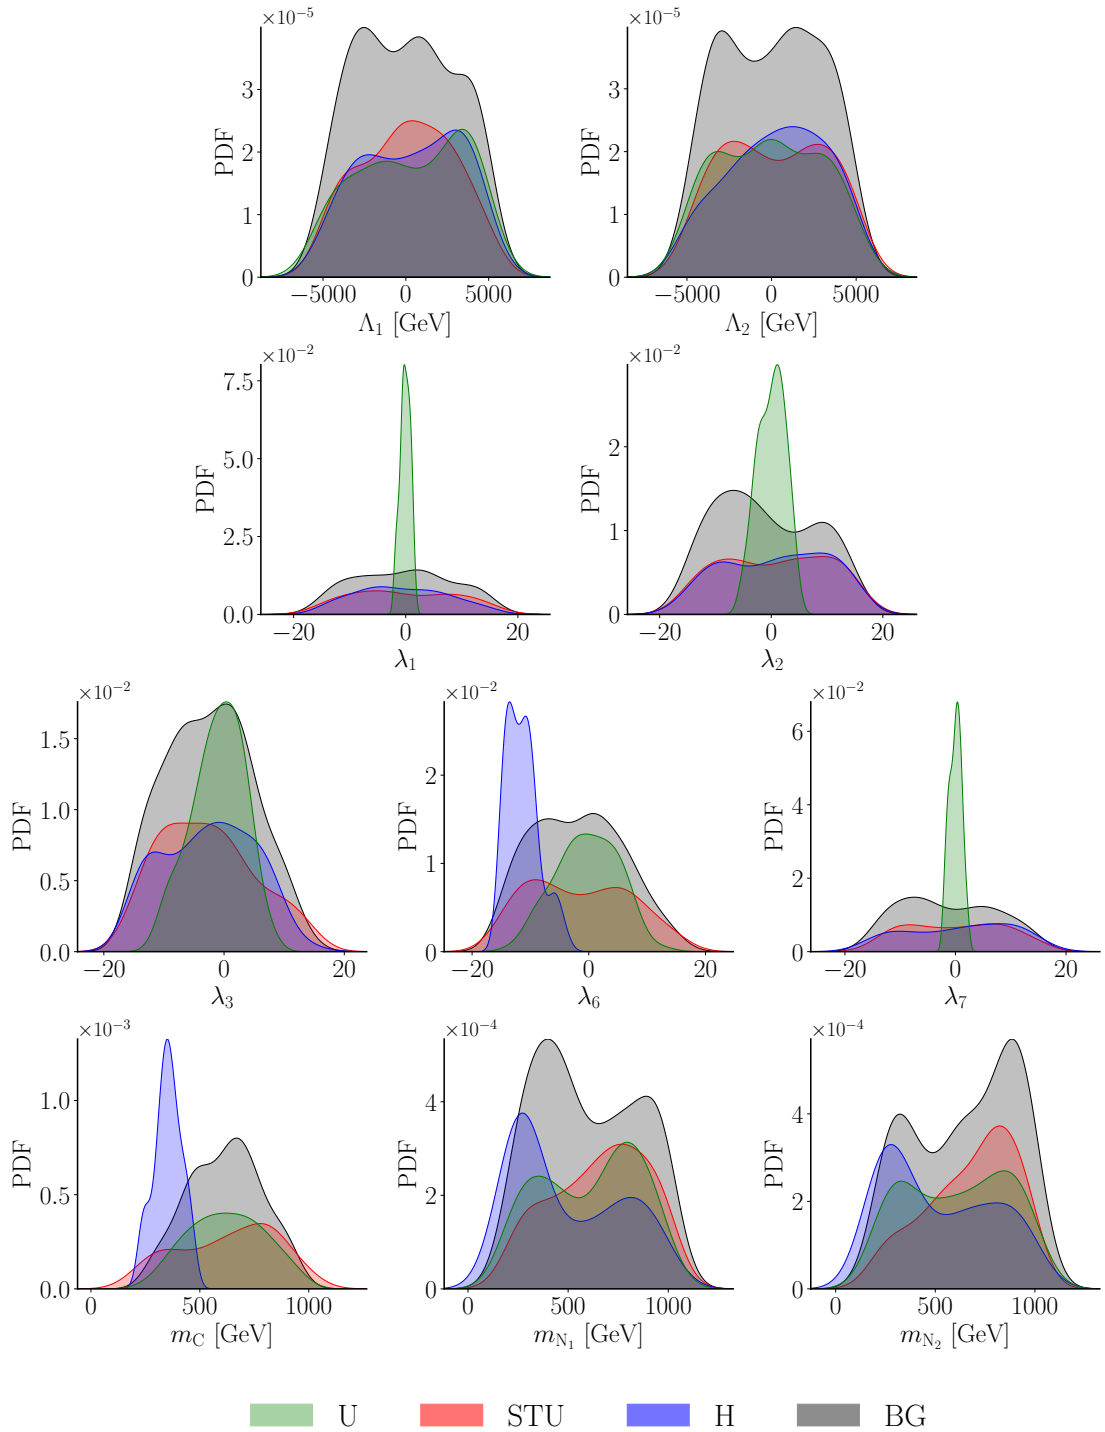 ×10⁻⁵ ×10⁻⁵
PDF
3
2
1
0
−5000 0 5000
Λ₁ [GeV]
PDF
3
2
1
0
−5000 0 5000
Λ₂ [GeV]
×10⁻² ×10⁻²
PDF
7.5
5.0
2.5
0.0
−20 0 20
λ₁
PDF
2
1
0
−20 0 20
λ₂
×10⁻² ×10⁻² ×10⁻²
PDF
1.5
1.0
0.5
0.0
−20 0 20
λ₃
PDF
2
1
0
−20 0 20
λ₆
PDF
6
4
2
0
−20 0 20
λ₇
×10⁻³ ×10⁻⁴ ×10⁻⁴
PDF
1.0
0.5
0.0
0 500 1000
m_C [GeV]
PDF
4
2
0
0 500 1000
m_N₁ [GeV]
PDF
4
2
0
0 500 1000
m_N₂ [GeV]
U STU H BG